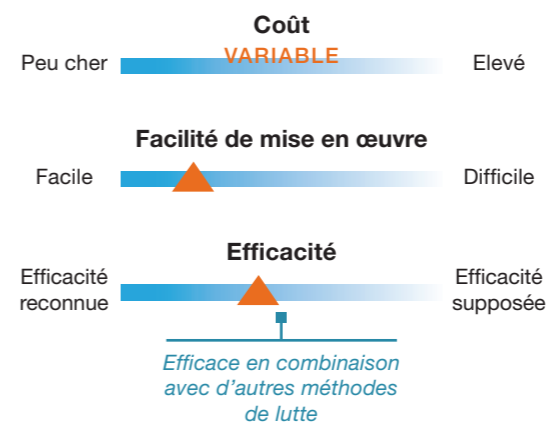 Coût
Peu cher VARIABLE Elevé
Facilité de mise en œuvre
Facile Difficile
Efficacité
Efficacité
reconnue
Efficacité
supposée
Efficace en combinaison
avec d’autres méthodes
de lutte